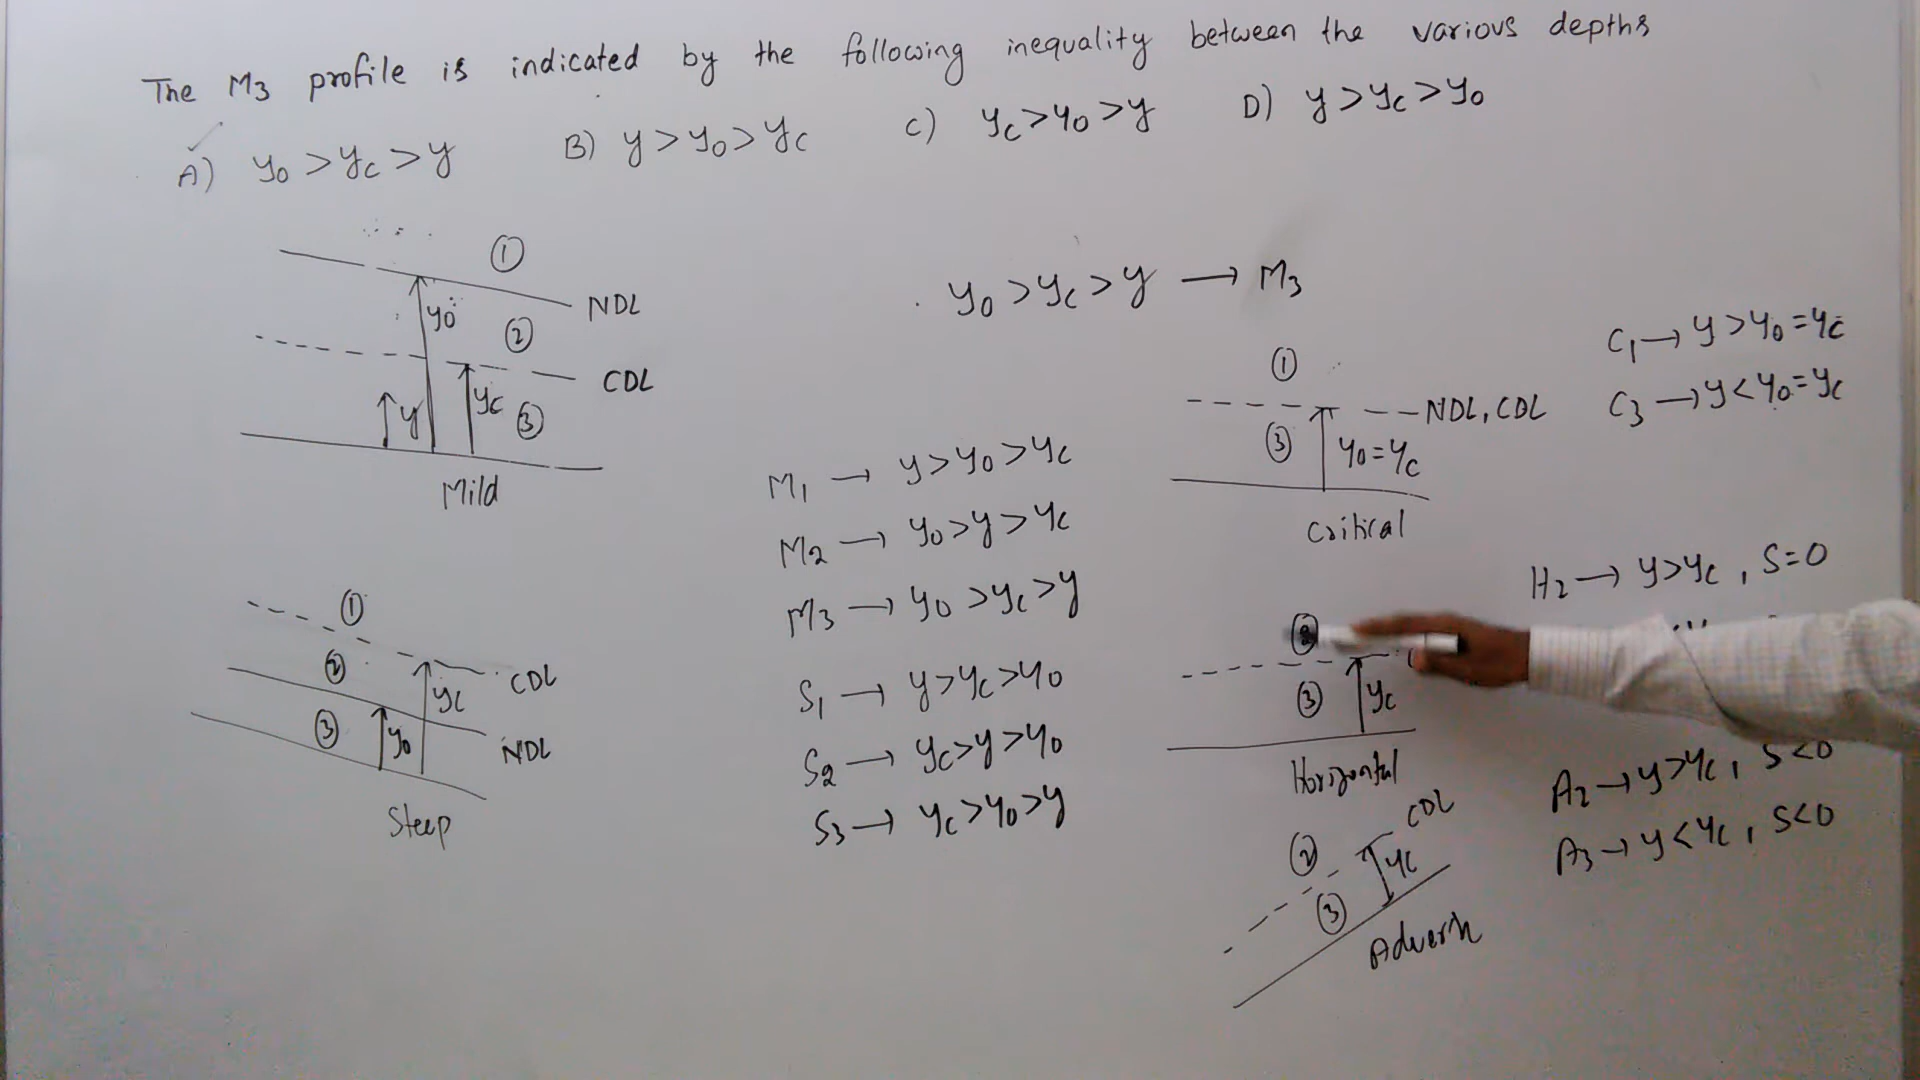 The M3 profile is indicated by the following inequality between the various depths
A) y0 > yc > y B) y > y0 > yc C) yc > y0 > y D) y > yc > y0
①
NDL
y0
②
CDL
y
yc
③
Mild
y0 > yc > y → M3
①
NDL, CDL
③
y0 = yc
Critical
C1 → y > y0 = yc
C3 → y < y0 = yc
M1 → y > y0 > yc
M2 → y0 > y > yc
M3 → y0 > yc > y
S1 → y > yc > y0
S2 → yc > y > y0
S3 → yc > y0 > y
①
②
CDL
yc
③
y0
NDL
Steep
H2 → y > yc , S=0
②
③
yc
Horizontal
A2 → y > yc , S<0
A3 → y < yc , S<0
CDL
②
yc
③